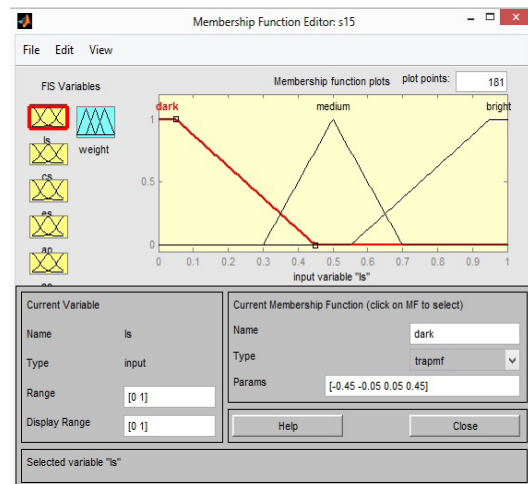 Membership Function Editor: s15
File Edit View
FIS Variables
Membership function plots
plot points:
181
ls
weight
cs
es
ap
dark
medium
bright
1
0.5
0
0 0.1 0.2 0.3 0.4 0.5 0.6 0.7 0.8 0.9 1
input variable "ls"
Current Variable
Name ls
Type input
Range [0 1]
Display Range [0 1]
Current Membership Function (click on MF to select)
Name dark
Type trapmf
Params [-0.45 -0.05 0.05 0.45]
Help Close
Selected variable "ls"